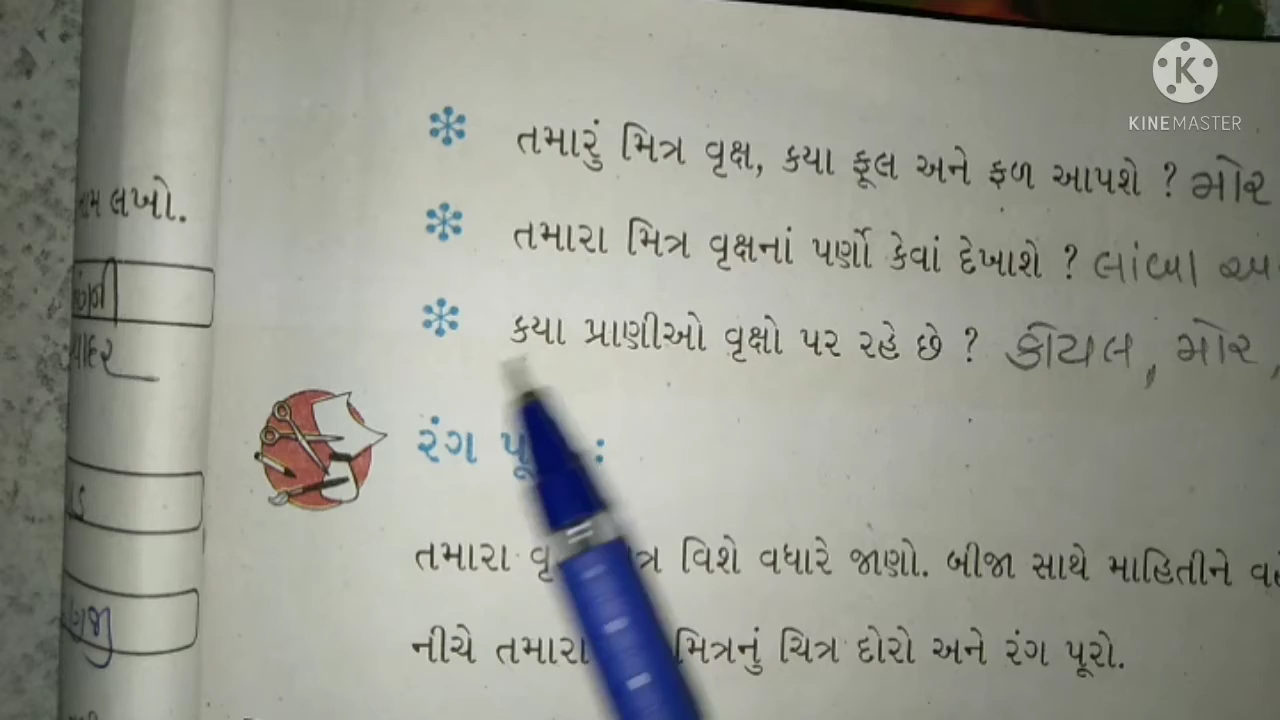 KINEMASTER
તમારું મિત્ર વૃક્ષ, કયા ફૂલ અને ફળ આપશે ? મોર
નામ લખો.
તમારા મિત્ર વૃક્ષનાં પર્ણો કેવાં દેખાશે ? લાંબા
કયા પ્રાણીઓ વૃક્ષો પર રહે છે ? કોયલ, મોર,
રંગ :
તમારા વિશે વધારે જાણો. બીજા સાથે માહિતીને
નીચે તમારા મિત્રનું ચિત્ર દોરો અને રંગ પૂરો.